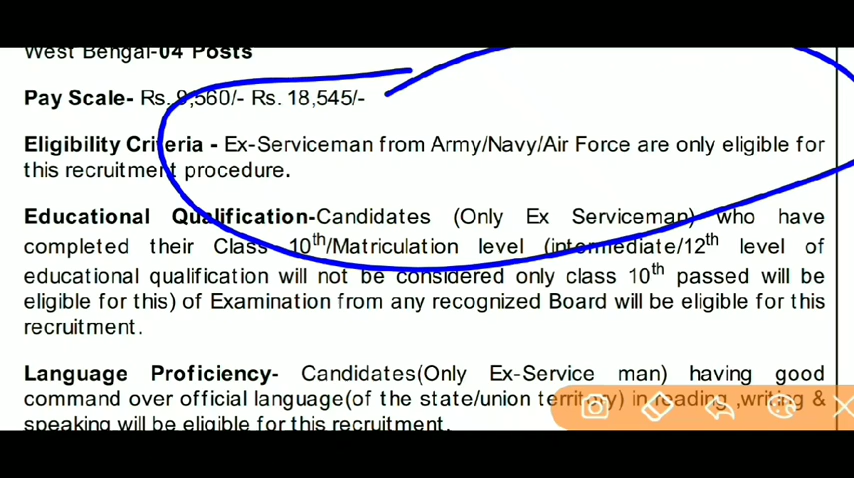 West Bengal-04 Posts
Pay Scale- Rs. 9,560/- Rs. 18,545/-
Eligibility Criteria - Ex-Serviceman from Army/Navy/Air Force are only eligible for
this recruitment procedure.
Educational Qualification-Candidates (Only Ex Serviceman) who have
completed their Class 10th/Matriculation level (intermediate/12th level of
educational qualification will not be considered only class 10th passed will be
eligible for this) of Examination from any recognized Board will be eligible for this
recruitment.
Language Proficiency- Candidates(Only Ex-Service man) having good
command over official language(of the state/union territory) in reading ,writing &
speaking will be eligible for this recruitment.